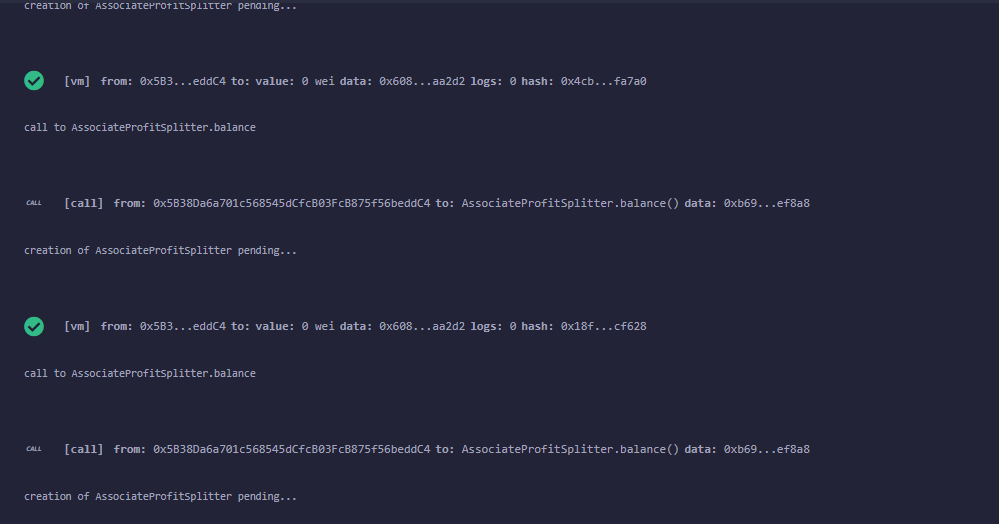 creation of AssociateProfitSplitter pending...
[vm] from: 0x5B3...eddC4 to: value: 0 wei data: 0x608...aa2d2 logs: 0 hash: 0x4cb...fa7a0
call to AssociateProfitSplitter.balance
CALL [call] from: 0x5B38Da6a701c568545dCfcB03FcB875f56beddC4 to: AssociateProfitSplitter.balance() data: 0xb69...ef8a8
creation of AssociateProfitSplitter pending...
[vm] from: 0x5B3...eddC4 to: value: 0 wei data: 0x608...aa2d2 logs: 0 hash: 0x18f...cf628
call to AssociateProfitSplitter.balance
CALL [call] from: 0x5B38Da6a701c568545dCfcB03FcB875f56beddC4 to: AssociateProfitSplitter.balance() data: 0xb69...ef8a8
creation of AssociateProfitSplitter pending...